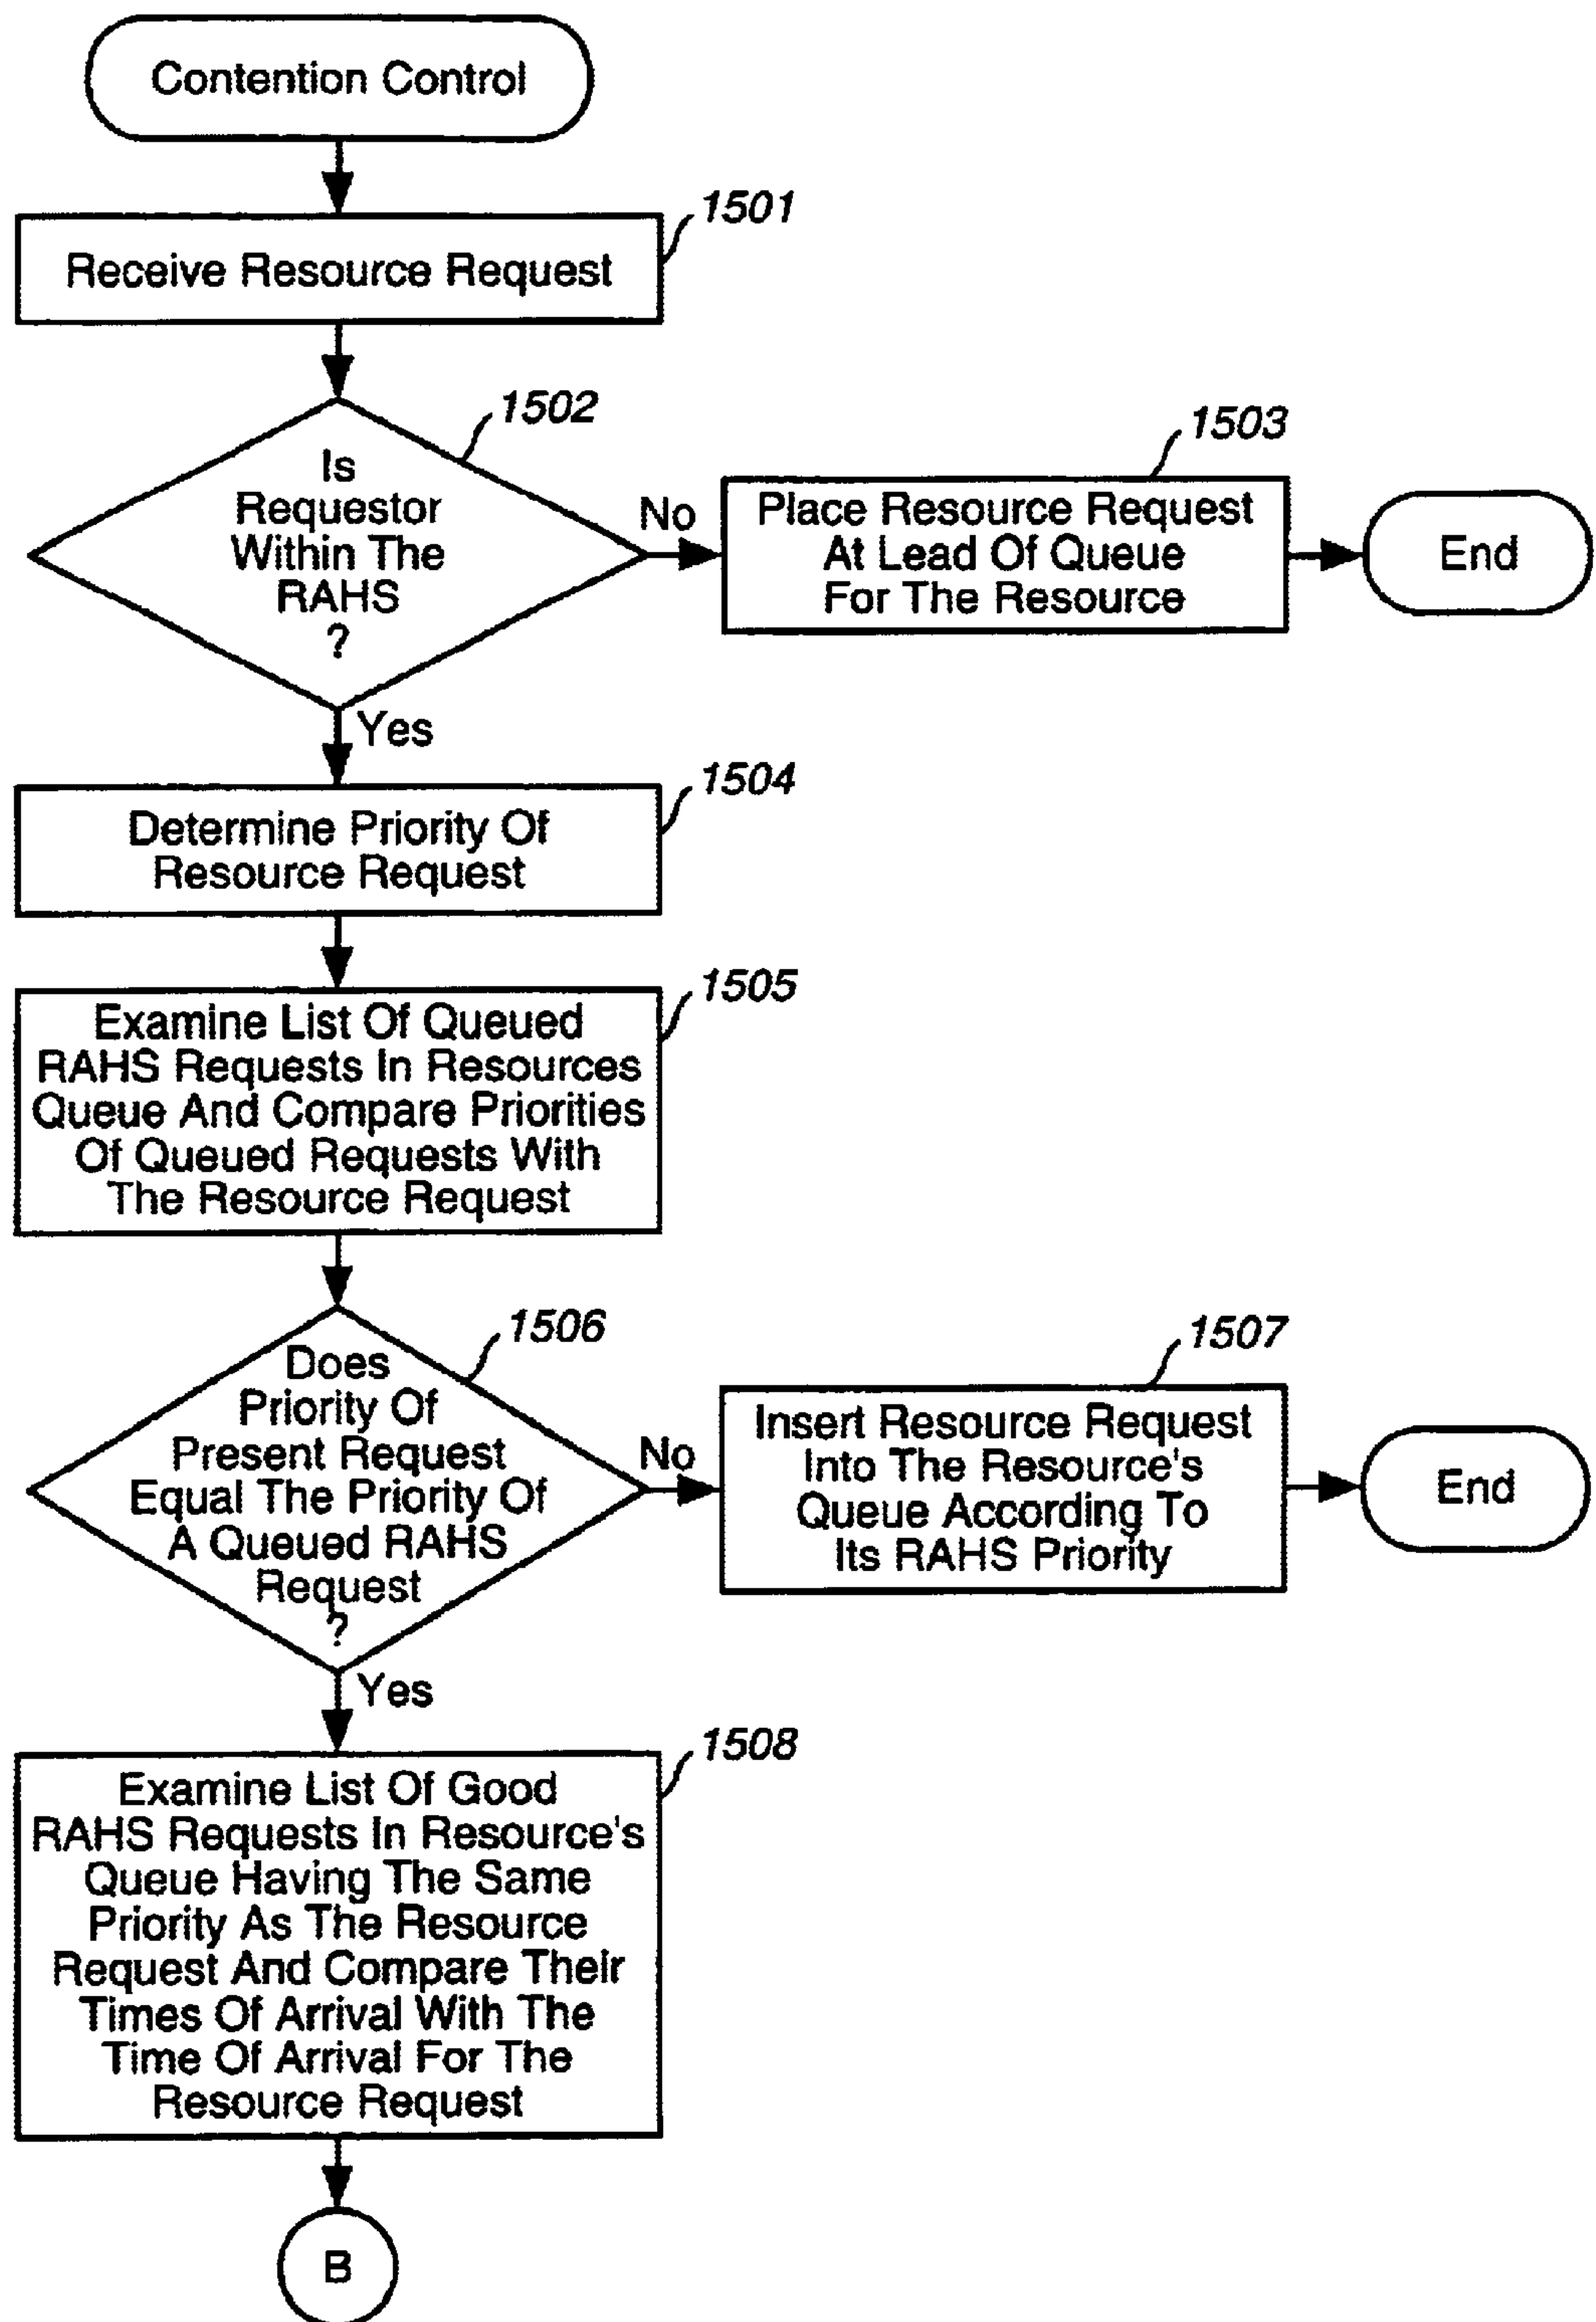 Contention Control
1501
Receive Resource Request
1502
Is
Requestor
Within The
RAHS
?
No
1503
Place Resource Request
At Lead Of Queue
For The Resource
End
Yes
1504
Determine Priority Of
Resource Request
1505
Examine List Of Queued
RAHS Requests In Resources
Queue And Compare Priorities
Of Queued Requests With
The Resource Request
1506
Does
Priority Of
Present Request
Equal The Priority Of
A Queued RAHS
Request
?
No
1507
Insert Resource Request
Into The Resource's
Queue According To
Its RAHS Priority
End
Yes
1508
Examine List Of Good
RAHS Requests In Resource's
Queue Having The Same
Priority As The Resource
Request And Compare Their
Times Of Arrival With The
Time Of Arrival For The
Resource Request
B